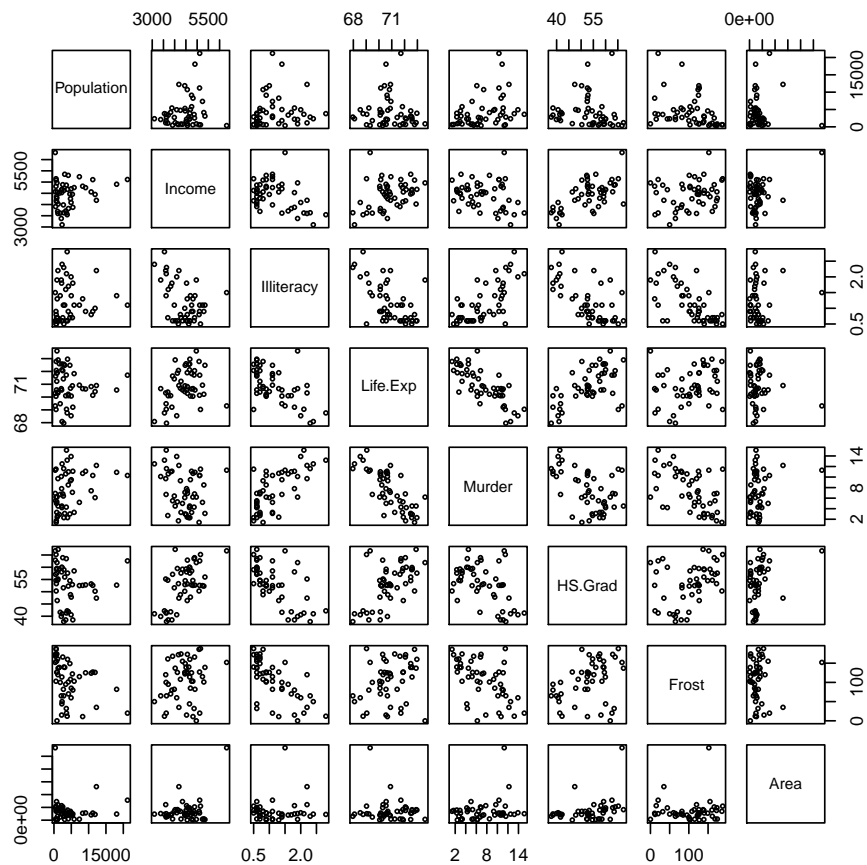 3000 5500 68 71 40 55 0e+00
Population 0 15000
3000 5500 Income
Illiteracy 0.5 2.0
68 71 Life.Exp
Murder 2 8 14
40 55 HS.Grad
Frost 0 100
0e+00 Area
0 15000 0.5 2.0 2 8 14 0 100